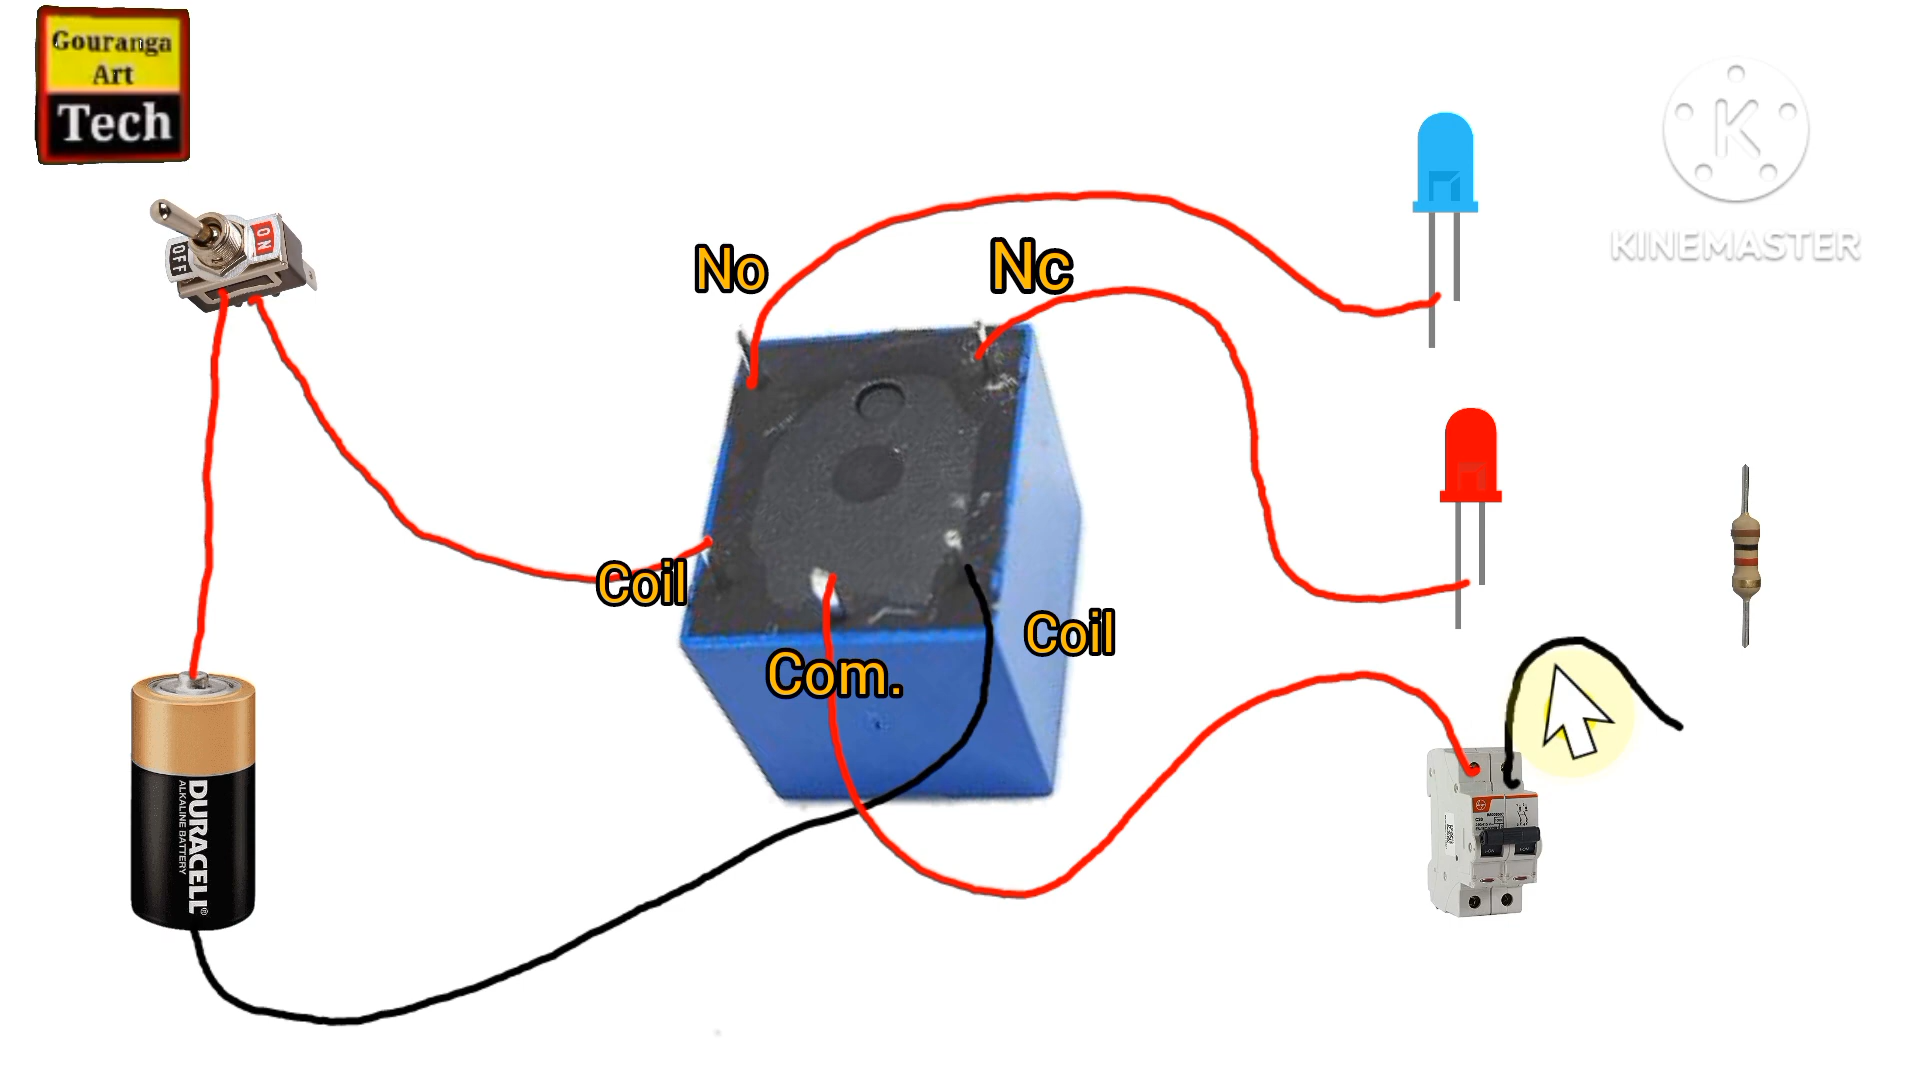 Gouranga
Art
Tech
K
KINEMASTER
OFF
ON
No
Nc
Coil
Coil
Com.
DURACELL®
ALKALINE BATTERY